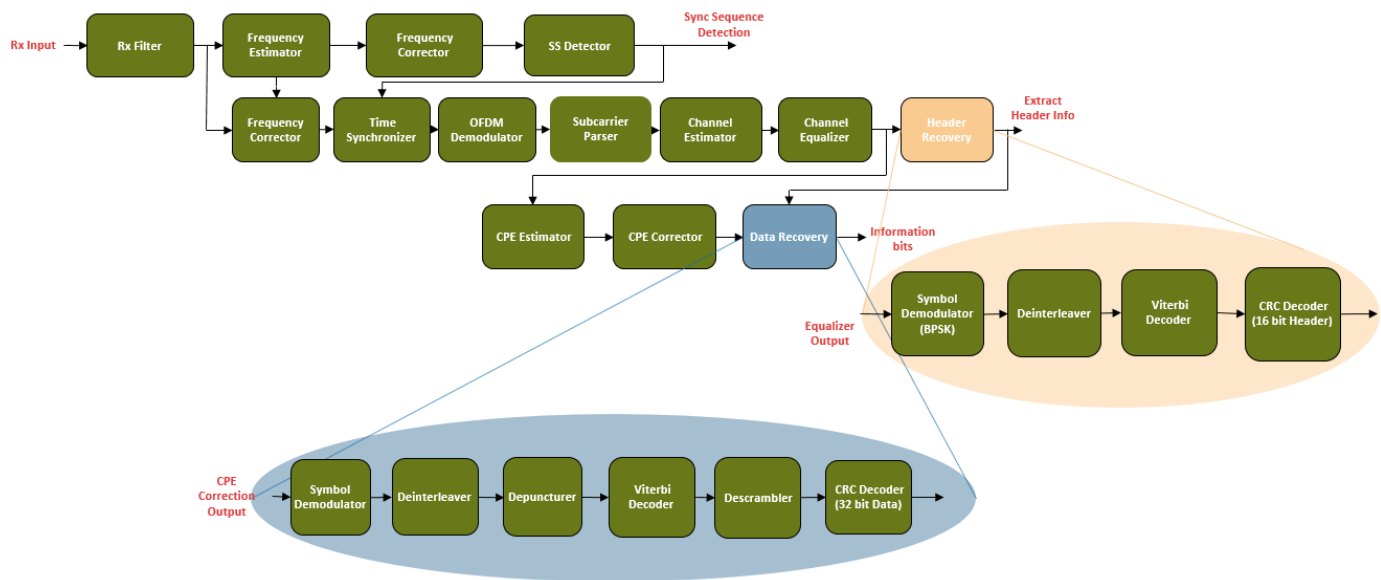 Sync Sequence
Detection
Rx Input
Rx Filter
Frequency
Estimator
Frequency
Corrector
SS Detector
Frequency
Corrector
Time
Synchronizer
OFDM
Demodulator
Subcarrier
Parser
Channel
Estimator
Channel
Equalizer
Header
Recovery
Extract
Header Info
CPE Estimator
CPE Corrector
Data Recovery
Information
bits
Equalizer
Output
Symbol
Demodulator
(BPSK)
Deinterleaver
Viterbi
Decoder
CRC Decoder
(16 bit Header)
CPE
Correction
Output
Symbol
Demodulator
Deinterleaver
Depuncturer
Viterbi
Decoder
Descrambler
CRC Decoder
(32 bit Data)